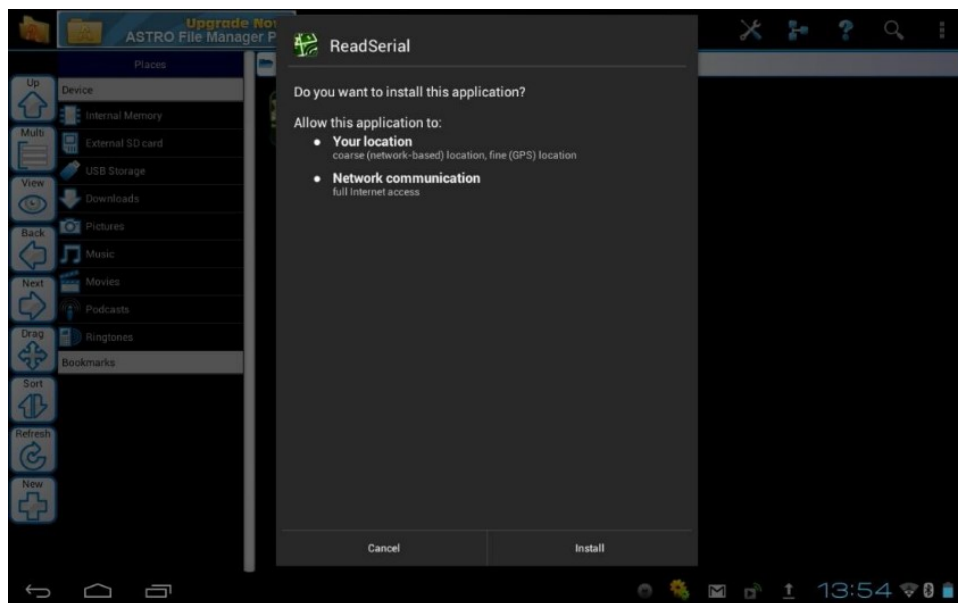 Upgrade Nov
ASTRO File Manager P
Places
Device
Internal Memory
External SD card
USB Storage
Downloads
Pictures
Music
Movies
Podcasts
Ringtones
Bookmarks
Up
Multi
View
Back
Next
Drag
Sort
Refresh
New
ReadSerial
Do you want to install this application?
Allow this application to:
● Your location
coarse (network-based) location, fine (GPS) location
● Network communication
full Internet access
Cancel
Install
13:54